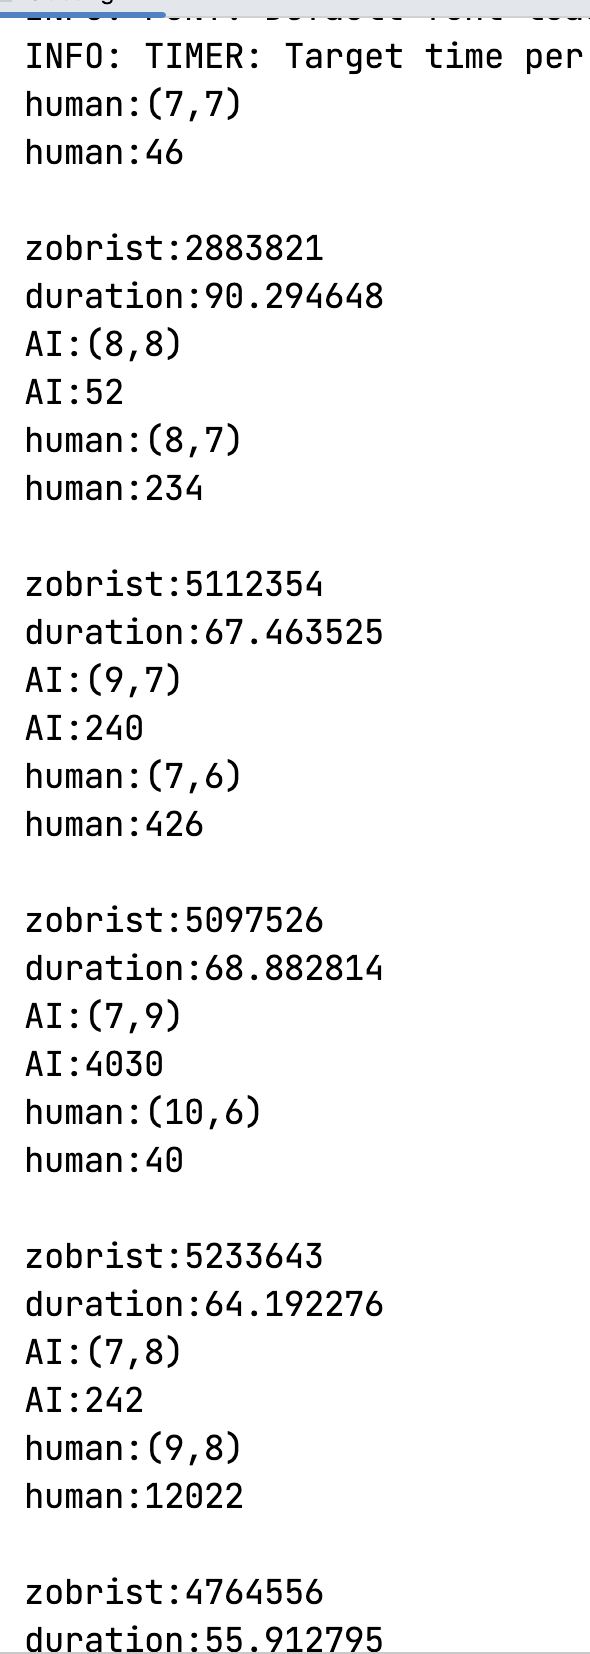 INFO: TIMER: Target time per
human:(7,7)
human:46
zobrist:2883821
duration:90.294648
AI:(8,8)
AI:52
human:(8,7)
human:234
zobrist:5112354
duration:67.463525
AI:(9,7)
AI:240
human:(7,6)
human:426
zobrist:5097526
duration:68.882814
AI:(7,9)
AI:4030
human:(10,6)
human:40
zobrist:5233643
duration:64.192276
AI:(7,8)
AI:242
human:(9,8)
human:12022
zobrist:4764556
duration:55.912795